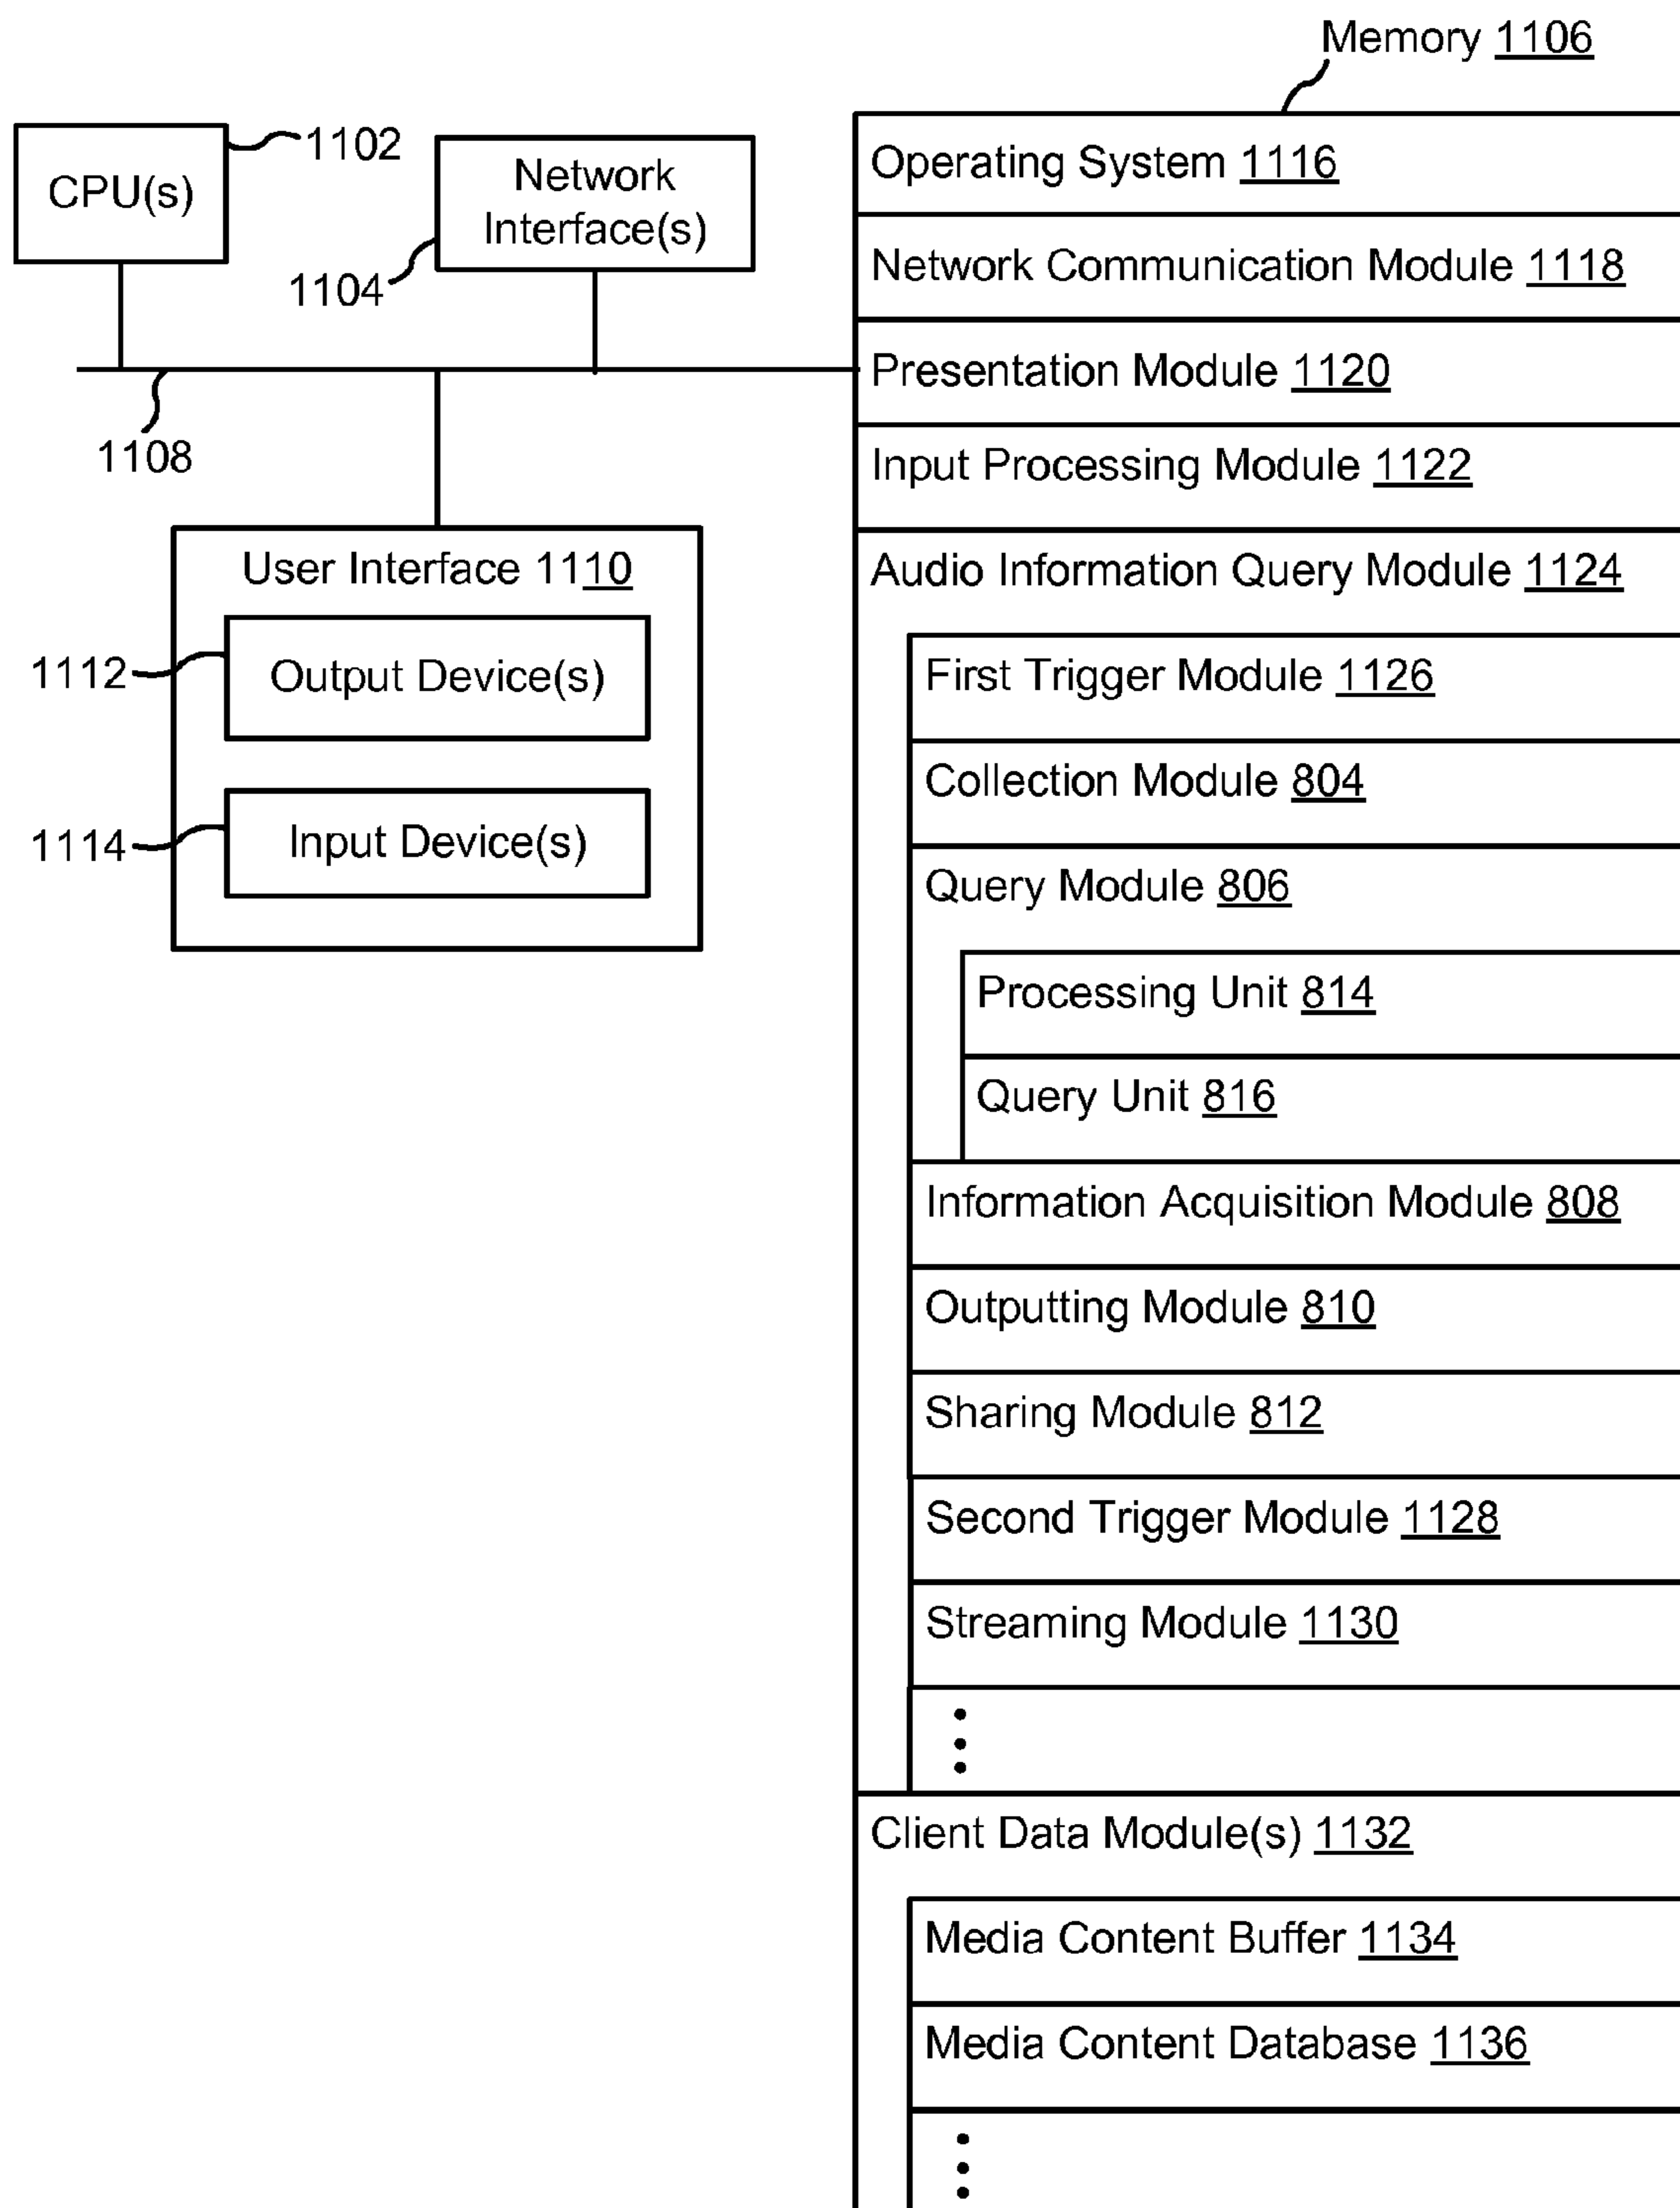 Memory 1106
CPU(s)
1102
Network
Interface(s)
1104
1108
User Interface 1110
1112
Output Device(s)
1114
Input Device(s)
Operating System 1116
Network Communication Module 1118
Presentation Module 1120
Input Processing Module 1122
Audio Information Query Module 1124
First Trigger Module 1126
Collection Module 804
Query Module 806
Processing Unit 814
Query Unit 816
Information Acquisition Module 808
Outputting Module 810
Sharing Module 812
Second Trigger Module 1128
Streaming Module 1130
Client Data Module(s) 1132
Media Content Buffer 1134
Media Content Database 1136